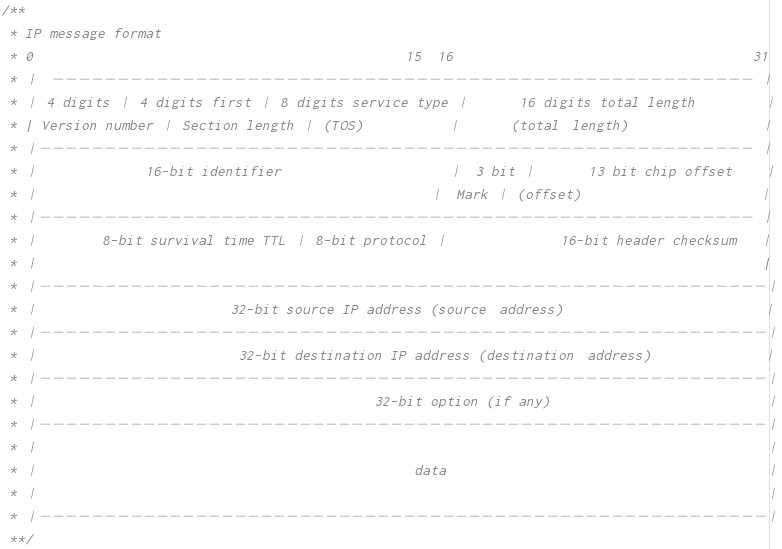 /**
* IP message format
* 0 15 16 31
* | —————————————————————————————————————————————————————— |
* | 4 digits | 4 digits first | 8 digits service type | 16 digits total length |
* | Version number | Section length | (TOS) | (total length) |
* |——————————————————————————————————————————————————————— |
* | 16-bit identifier | 3 bit | 13 bit chip offset |
* | | Mark | (offset) |
* |——————————————————————————————————————————————————————— |
* | 8-bit survival time TTL | 8-bit protocol | 16-bit header checksum |
* | |
* |————————————————————————————————————————————————————————|
* | 32-bit source IP address (source address) |
* |————————————————————————————————————————————————————————|
* | 32-bit destination IP address (destination address) |
* |————————————————————————————————————————————————————————|
* | 32-bit option (if any) |
* |————————————————————————————————————————————————————————|
* | |
* | data |
* | |
* |————————————————————————————————————————————————————————|
**/